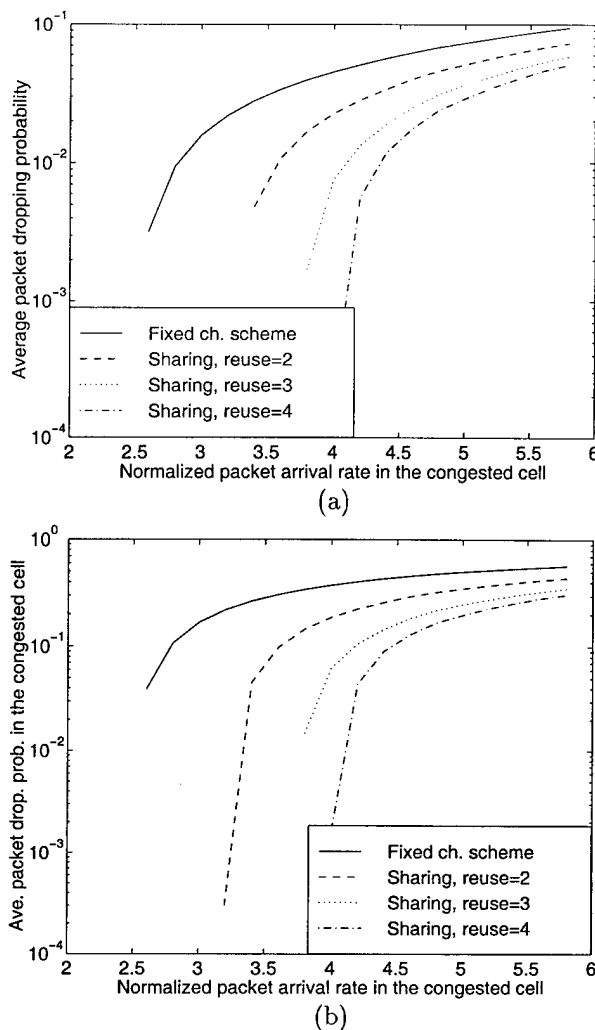 10^-1
10^-2
10^-3
10^-4
Average packet dropping probability
Fixed ch. scheme
Sharing, reuse=2
Sharing, reuse=3
Sharing, reuse=4
2 2.5 3 3.5 4 4.5 5 5.5 6
Normalized packet arrival rate in the congested cell
(a)
10^0
10^-1
10^-2
10^-3
10^-4
Ave. packet drop. prob. in the congested cell
Fixed ch. scheme
Sharing, reuse=2
Sharing, reuse=3
Sharing, reuse=4
2 2.5 3 3.5 4 4.5 5 5.5 6
Normalized packet arrival rate in the congested cell
(b)